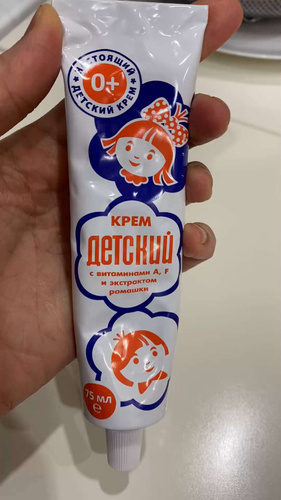 НАСТОЯЩИЙ
0+
ДЕТСКИЙ КРЕМ
КРЕМ
ДЕТСКИЙ
с витаминами А, F
и экстрактом
ромашки
75 мл
e